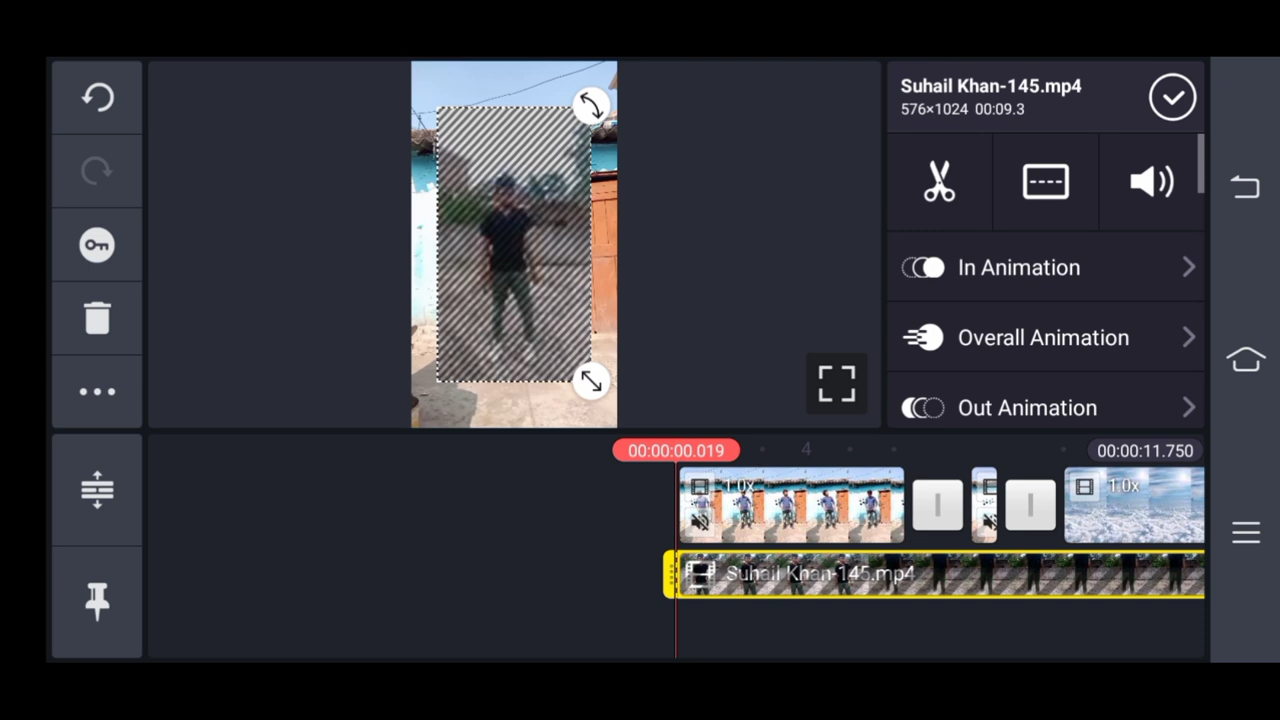 Suhail Khan-145.mp4
576×1024 00:09.3
In Animation
Overall Animation
Out Animation
00:00:00.019
4
00:00:11.750
1.0x
1.0x
Suhail Khan-145.mp4